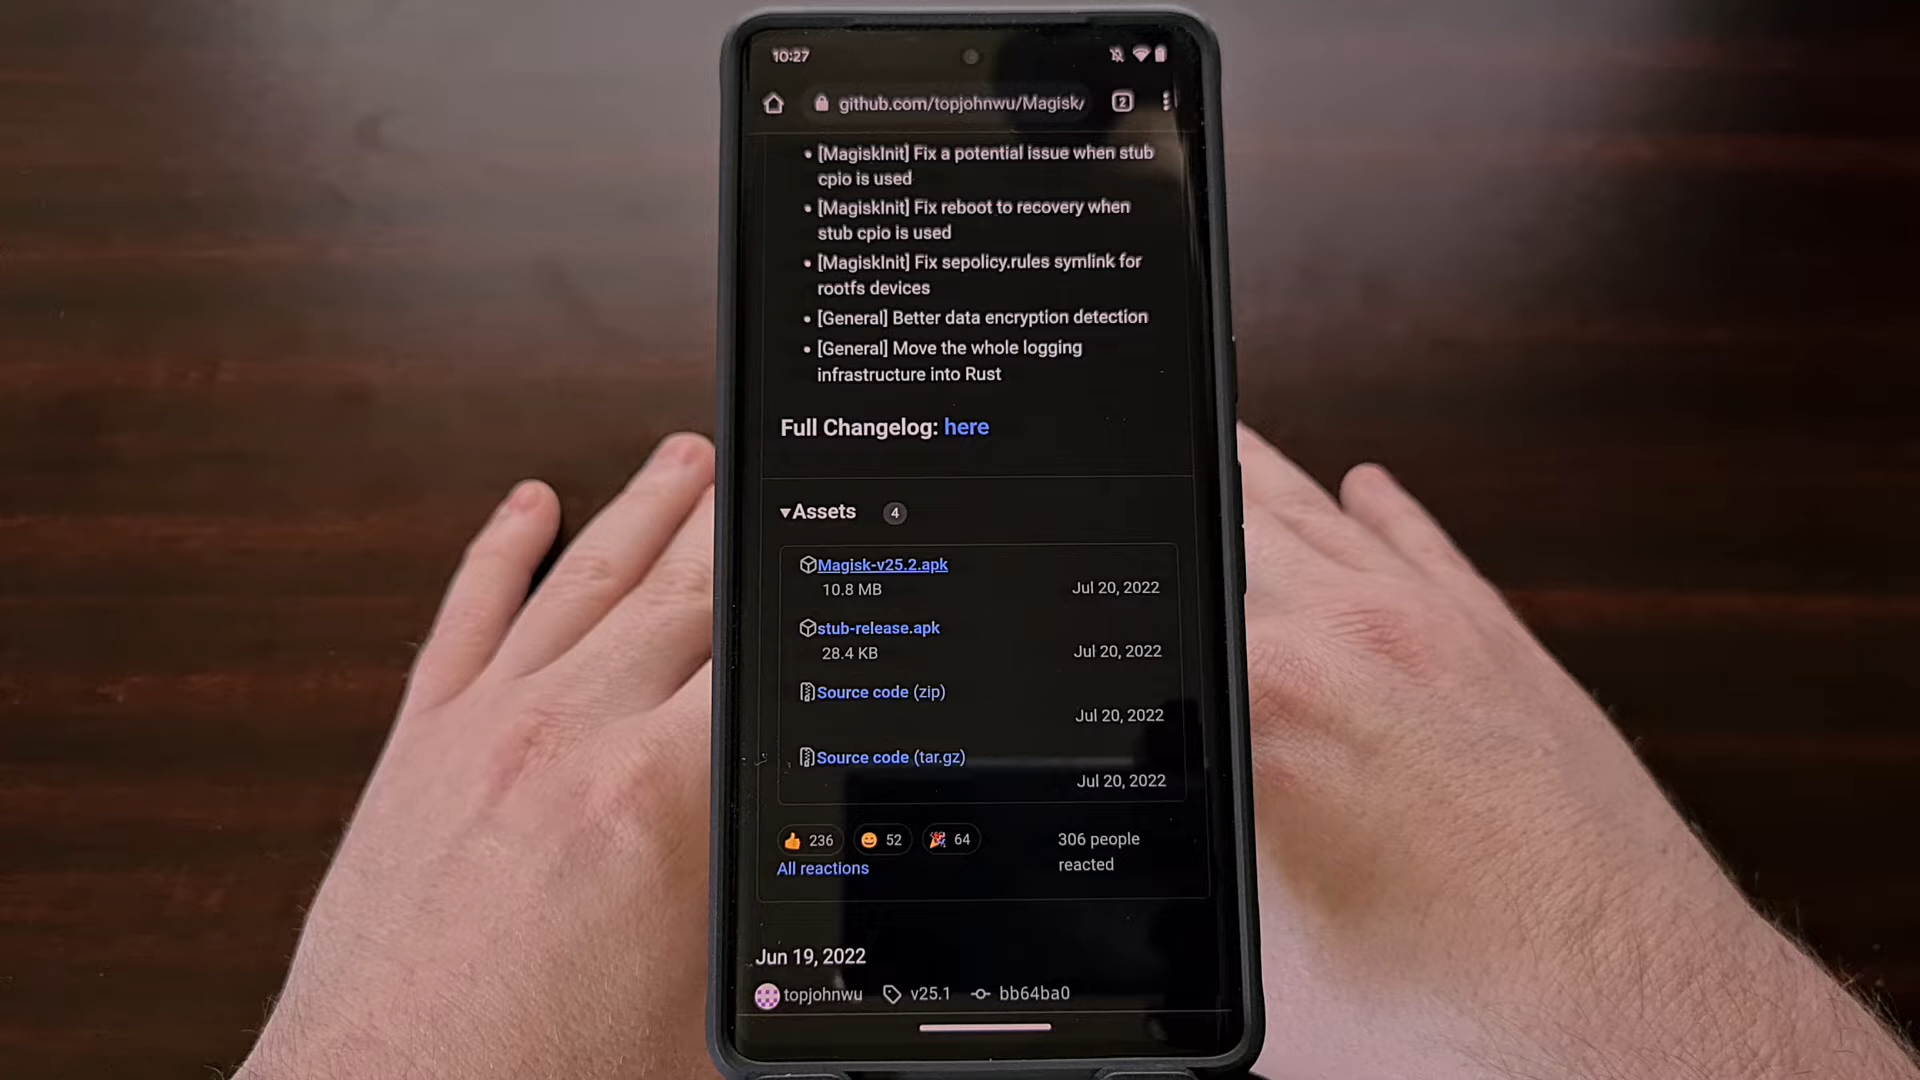 10:27
github.com/topjohnwu/Magisk/
2
• [MagiskInit] Fix a potential issue when stub
cpio is used
• [MagiskInit] Fix reboot to recovery when
stub cpio is used
• [MagiskInit] Fix sepolicy.rules symlink for
rootfs devices
• [General] Better data encryption detection
• [General] Move the whole logging
infrastructure into Rust
Full Changelog: here
▾Assets 4
Magisk-v25.2.apk
10.8 MB Jul 20, 2022
stub-release.apk
28.4 KB Jul 20, 2022
Source code (zip)
Jul 20, 2022
Source code (tar.gz)
Jul 20, 2022
👍 236 😄 52 🎉 64 306 people
reacted
All reactions
Jun 19, 2022
topjohnwu v25.1 bb64ba0